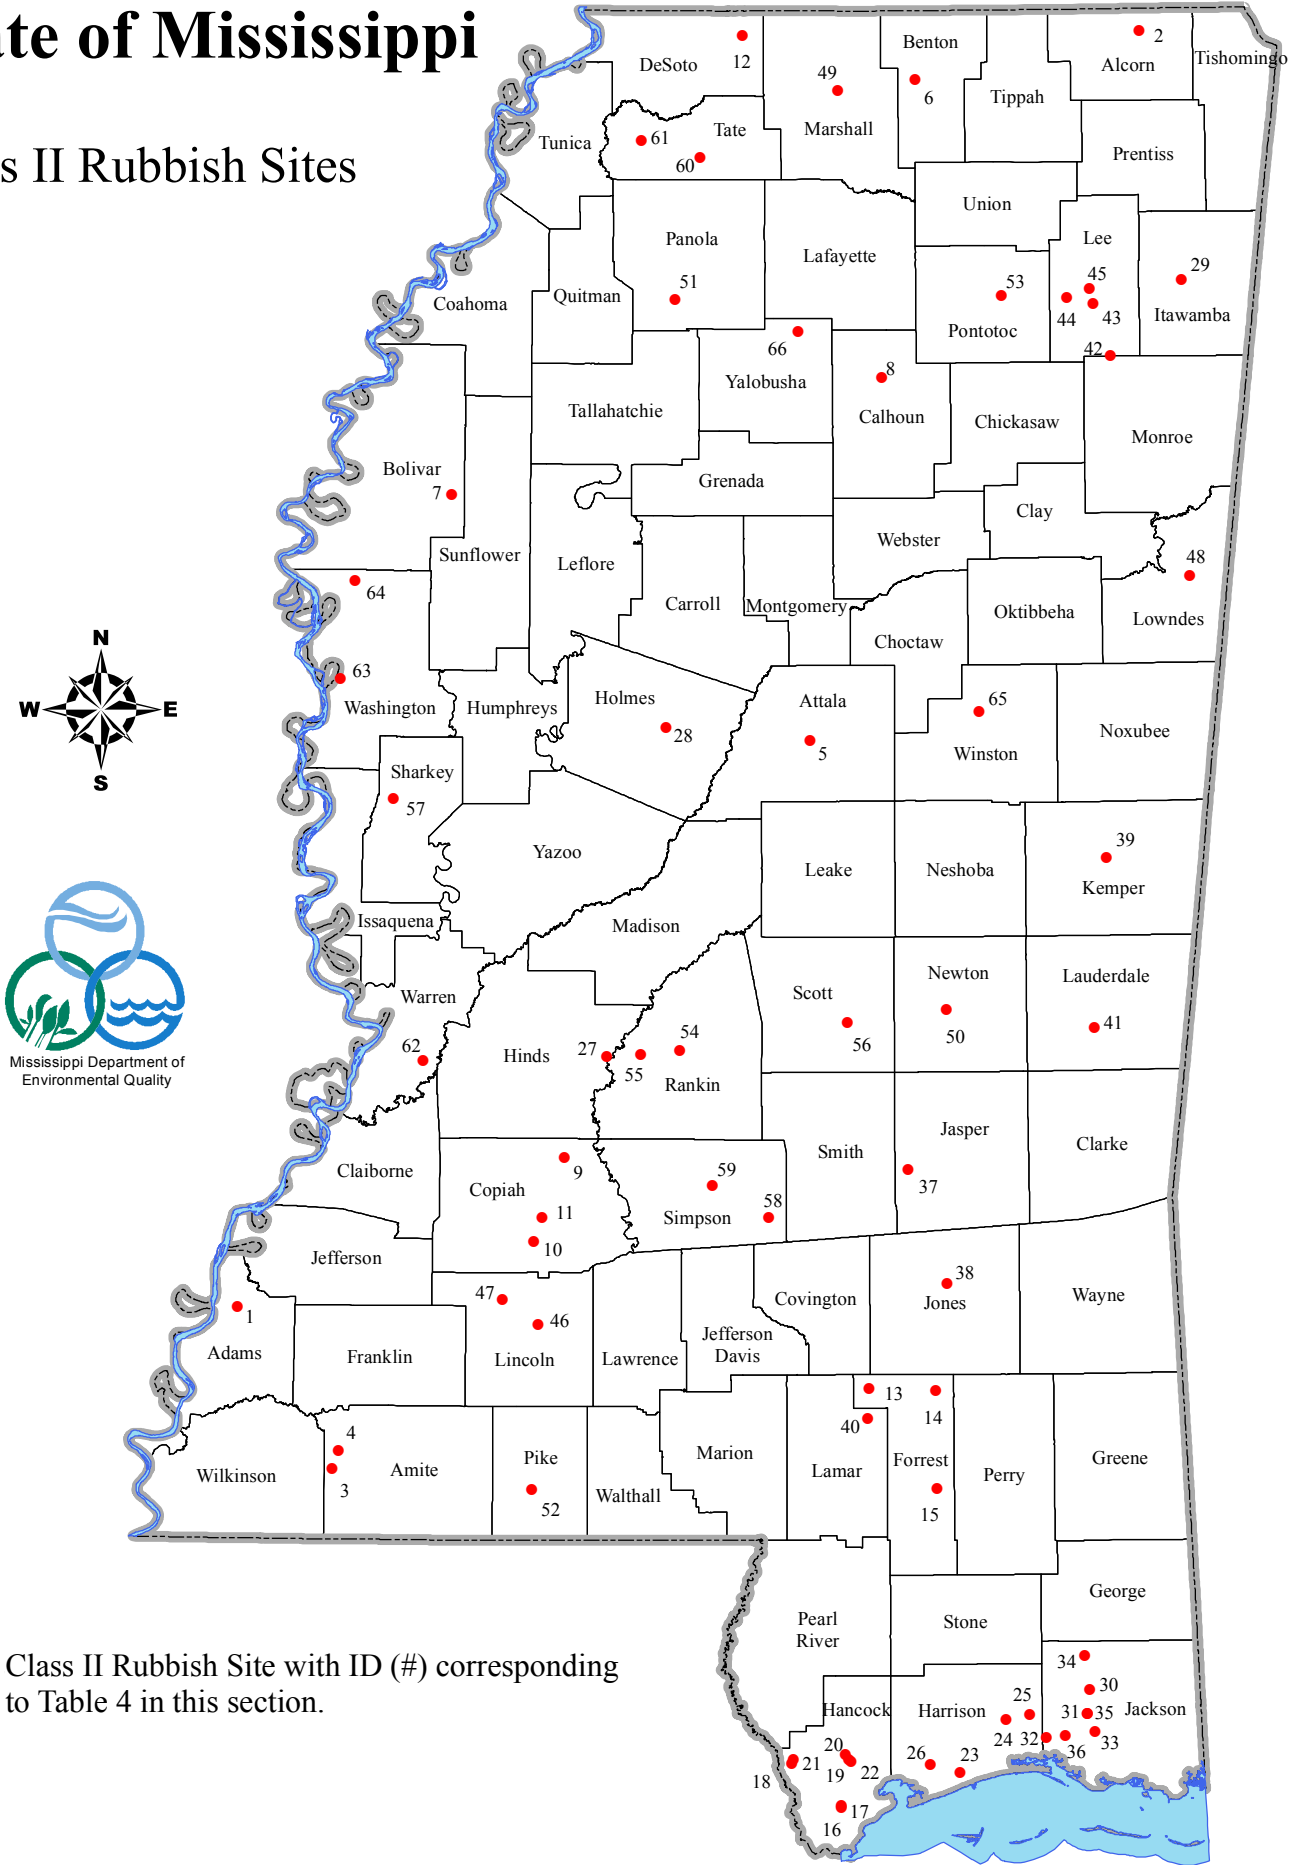 ate of Mississippi
s II Rubbish Sites
DeSoto
12
49
Marshall
Benton
6
Tippah
2
Alcorn
Tishomingo
Tunica
61
Tate
60
Prentiss
Union
Panola
51
Lafayette
Lee
45
44
43
42
29
Itawamba
53
Pontotoc
Coahoma
Quitman
66
Yalobusha
8
Calhoun
Chickasaw
Monroe
Tallahatchie
Bolivar
7
Grenada
Clay
Sunflower
Leflore
Webster
48
Lowndes
64
Carroll
Montgomery
Oktibbeha
Choctaw
N
W
E
S
63
Washington
Humphreys
Holmes
28
Attala
5
65
Winston
Noxubee
Sharkey
57
Yazoo
Leake
Neshoba
39
Kemper
Issaquena
Madison
Warren
62
Scott
56
Newton
50
Lauderdale
41
Mississippi Department of
Environmental Quality
Hinds
27
55
54
Rankin
Claiborne
Copiah
9
11
10
59
58
Simpson
Smith
Jasper
37
Clarke
Jefferson
47
46
Lincoln
1
Adams
Franklin
Lawrence
Jefferson
Davis
Covington
38
Jones
Wayne
Wilkinson
4
3
Amite
Pike
52
Walthall
Marion
13
40
Lamar
14
Forrest
15
Perry
Greene
Pearl
River
Stone
George
Class II Rubbish Site with ID (#) corresponding
to Table 4 in this section.
Hancock
Harrison
25
24
32
34
30
31
35
Jackson
33
36
18
21
20
19
22
26
23
17
16